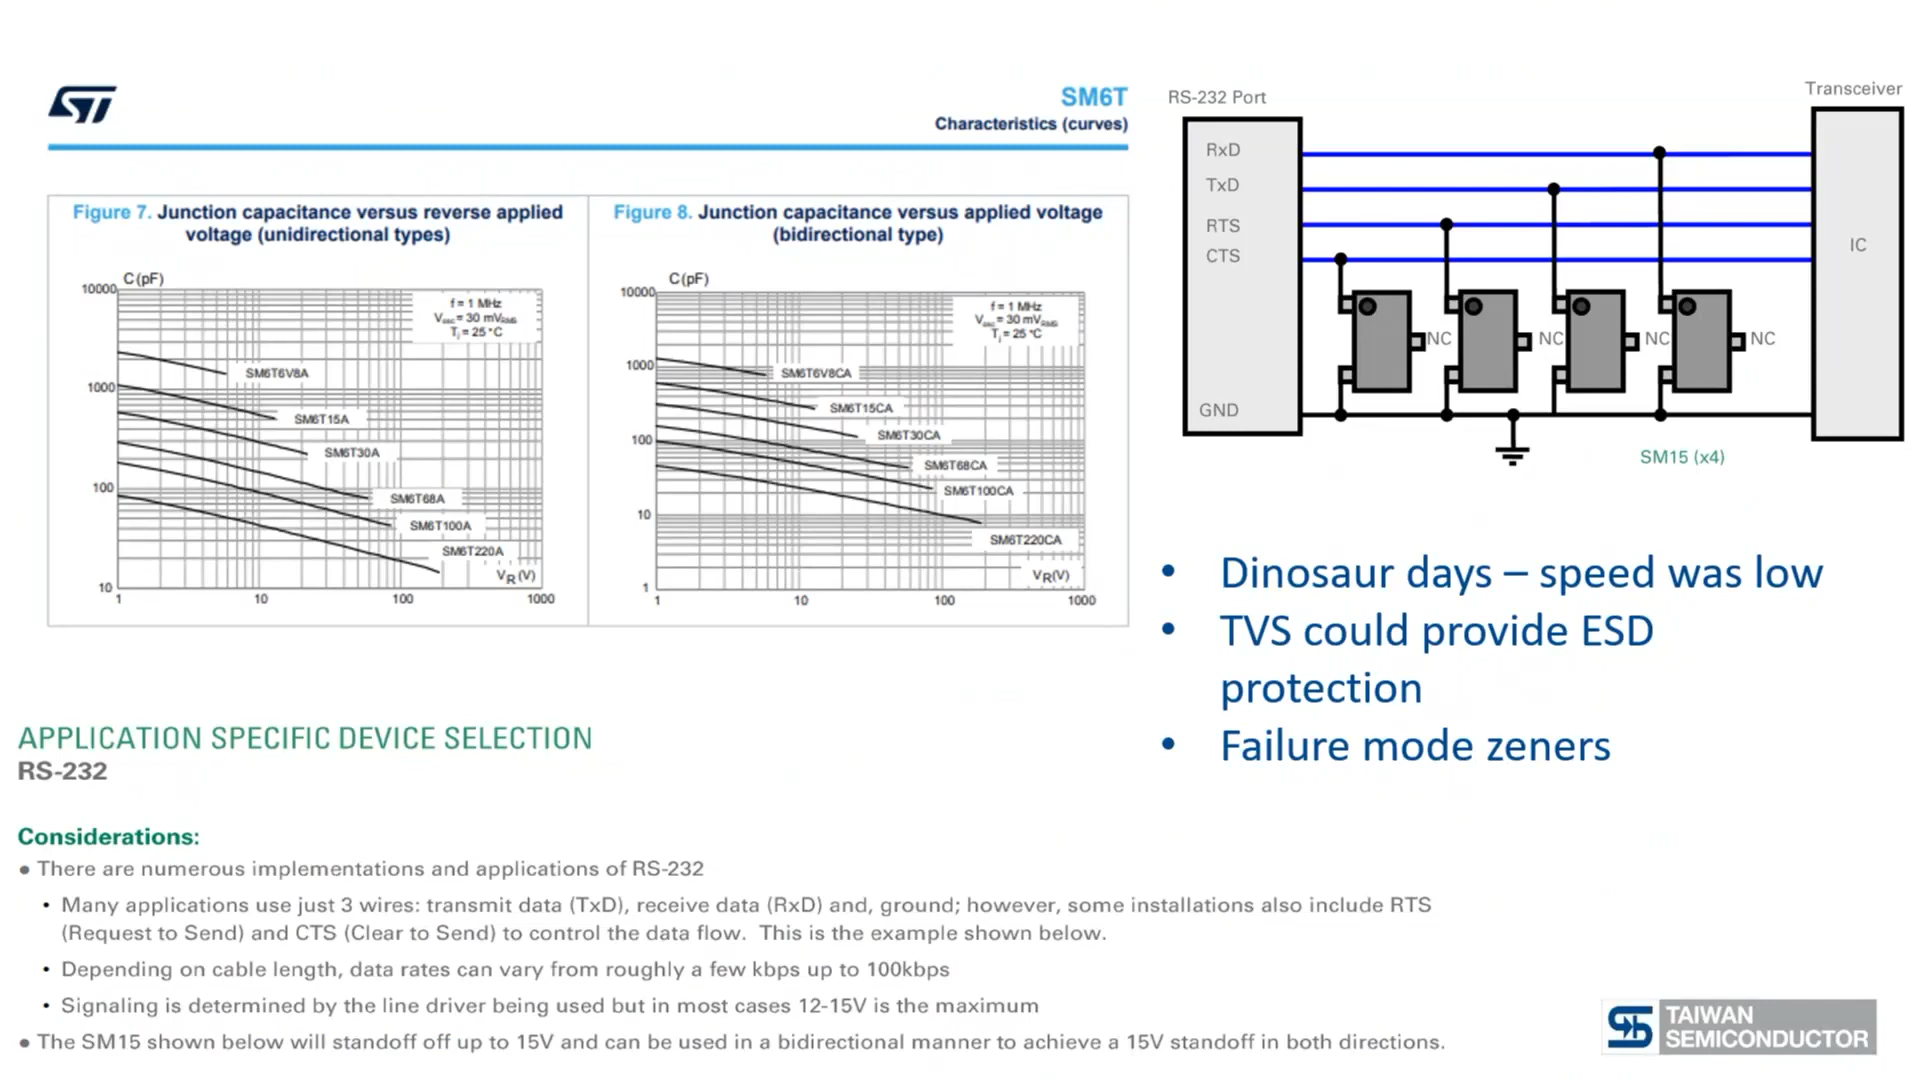 ST
SM6T
Characteristics (curves)
Figure 7. Junction capacitance versus reverse applied
voltage (unidirectional types)
C(pF)
10000
1000
100
10
1
10
100
1000
f = 1 MHz
Vosc = 30 mVRMS
Tj = 25 °C
SM6T6V8A
SM6T15A
SM6T30A
SM6T68A
SM6T100A
SM6T220A
VR(V)
Figure 8. Junction capacitance versus applied voltage
(bidirectional type)
C(pF)
10000
1000
100
10
1
1
10
100
1000
f = 1 MHz
Vosc = 30 mVRMS
Tj = 25 °C
SM6T6V8CA
SM6T15CA
SM6T30CA
SM6T68CA
SM6T100CA
SM6T220CA
VR(V)
RS-232 Port
Transceiver
RxD
TxD
RTS
CTS
GND
IC
NC
NC
NC
NC
SM15 (x4)
• Dinosaur days – speed was low
• TVS could provide ESD
protection
• Failure mode zeners
APPLICATION SPECIFIC DEVICE SELECTION
RS-232
Considerations:
● There are numerous implementations and applications of RS-232
• Many applications use just 3 wires: transmit data (TxD), receive data (RxD) and, ground; however, some installations also include RTS
(Request to Send) and CTS (Clear to Send) to control the data flow. This is the example shown below.
• Depending on cable length, data rates can vary from roughly a few kbps up to 100kbps
• Signaling is determined by the line driver being used but in most cases 12-15V is the maximum
● The SM15 shown below will standoff off up to 15V and can be used in a bidirectional manner to achieve a 15V standoff in both directions.
TAIWAN
SEMICONDUCTOR